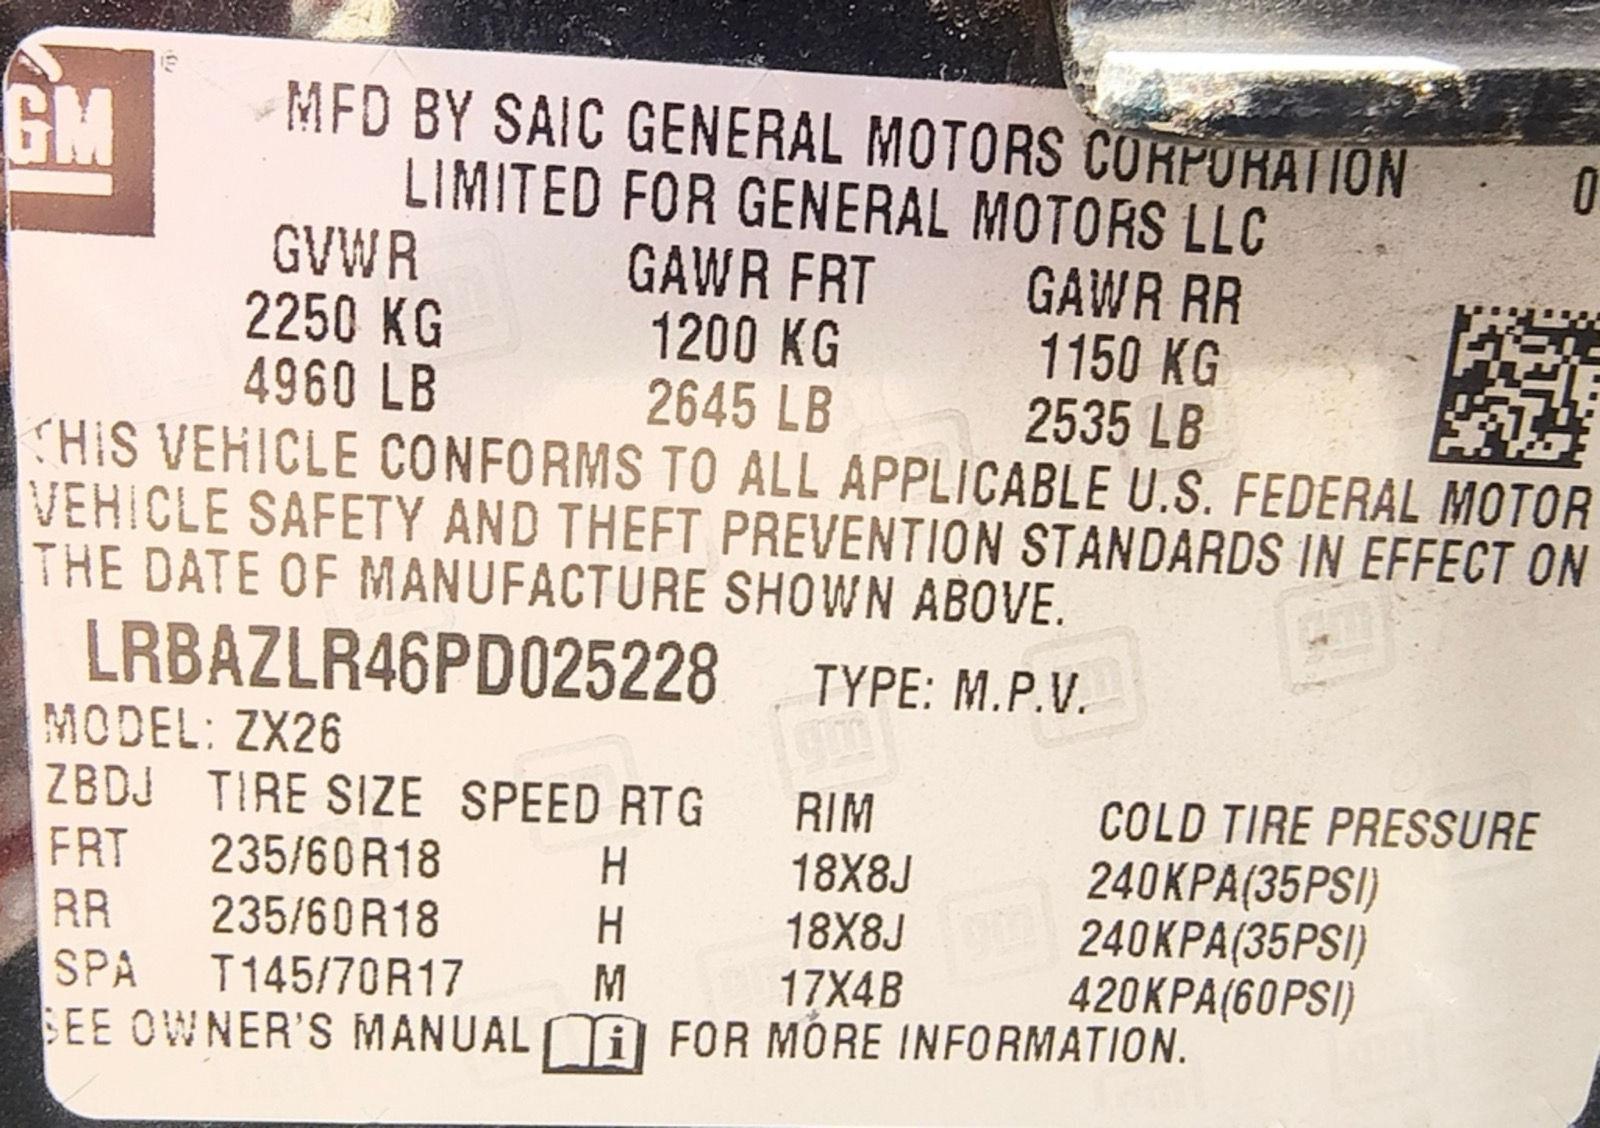 GM ®
MFD BY SAIC GENERAL MOTORS CORPORATION
LIMITED FOR GENERAL MOTORS LLC
0
GVWR GAWR FRT GAWR RR
2250 KG 1200 KG 1150 KG
4960 LB 2645 LB 2535 LB
THIS VEHICLE CONFORMS TO ALL APPLICABLE U.S. FEDERAL MOTOR
VEHICLE SAFETY AND THEFT PREVENTION STANDARDS IN EFFECT ON
THE DATE OF MANUFACTURE SHOWN ABOVE.
LRBAZLR46PD025228 TYPE: M.P.V.
MODEL: ZX26
ZBDJ TIRE SIZE SPEED RTG RIM COLD TIRE PRESSURE
FRT 235/60R18 H 18X8J 240KPA(35PSI)
RR 235/60R18 H 18X8J 240KPA(35PSI)
SPA T145/70R17 M 17X4B 420KPA(60PSI)
SEE OWNER'S MANUAL i FOR MORE INFORMATION.